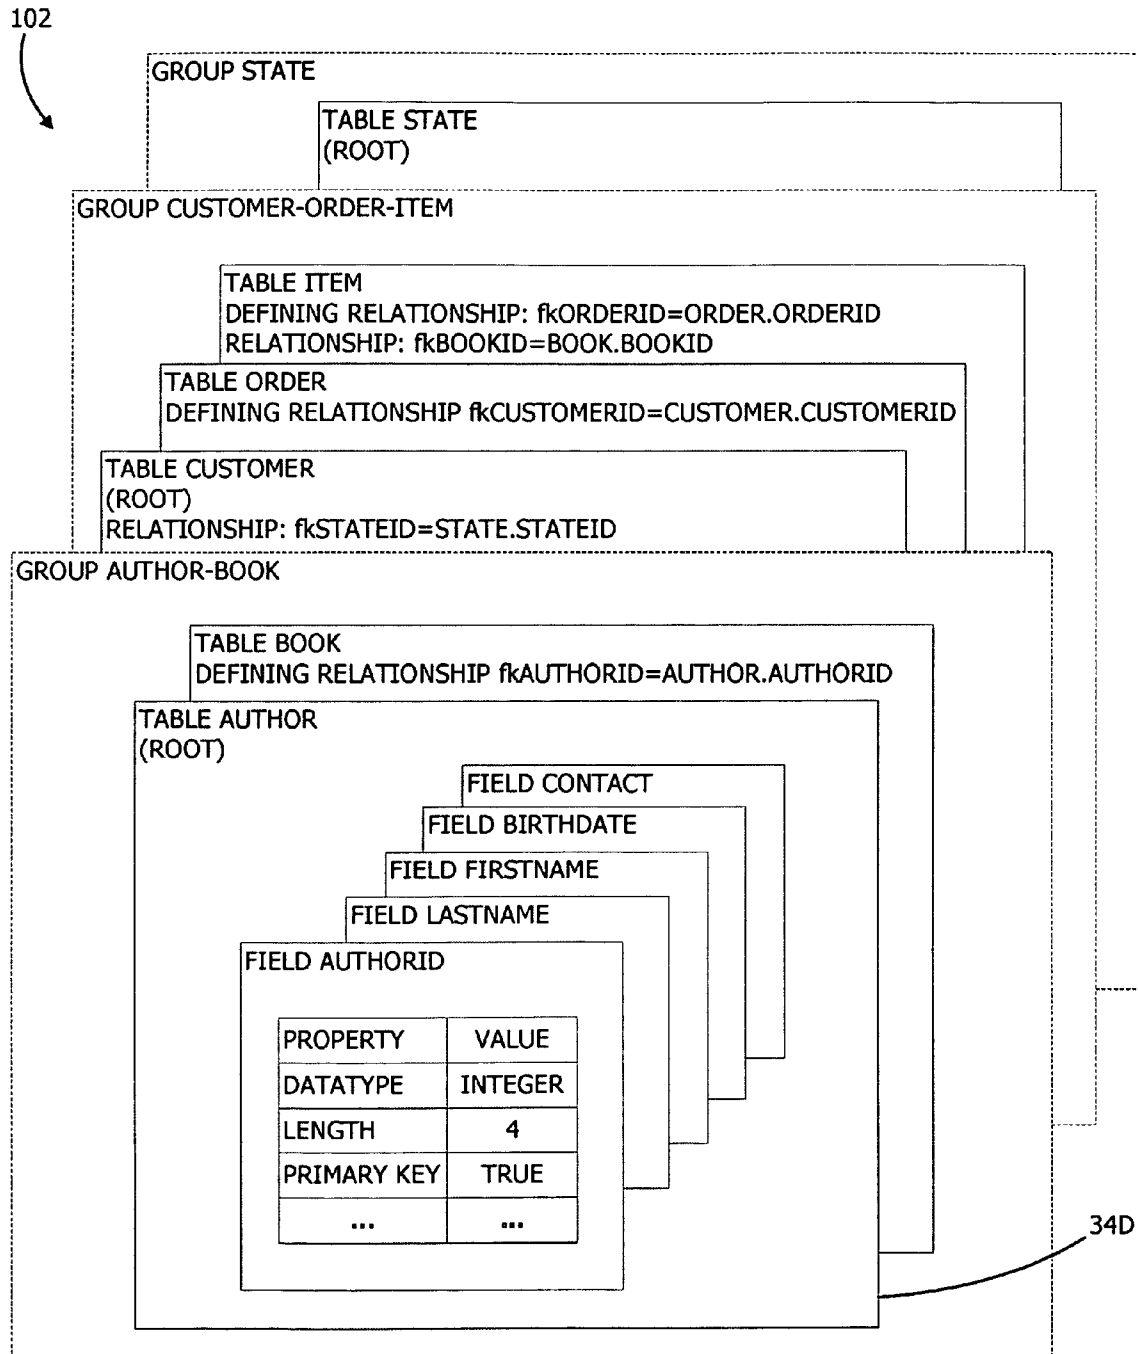 102
GROUP STATE
TABLE STATE
(ROOT)
GROUP CUSTOMER-ORDER-ITEM
TABLE ITEM
DEFINING RELATIONSHIP: fkORDERID=ORDER.ORDERID
RELATIONSHIP: fkBOOKID=BOOK.BOOKID
TABLE ORDER
DEFINING RELATIONSHIP fkCUSTOMERID=CUSTOMER.CUSTOMERID
TABLE CUSTOMER
(ROOT)
RELATIONSHIP: fkSTATEID=STATE.STATEID
GROUP AUTHOR-BOOK
TABLE BOOK
DEFINING RELATIONSHIP fkAUTHORID=AUTHOR.AUTHORID
TABLE AUTHOR
(ROOT)
FIELD CONTACT
FIELD BIRTHDATE
FIELD FIRSTNAME
FIELD LASTNAME
FIELD AUTHORID
PROPERTY VALUE
DATATYPE INTEGER
LENGTH 4
PRIMARY KEY TRUE
... ...
34D